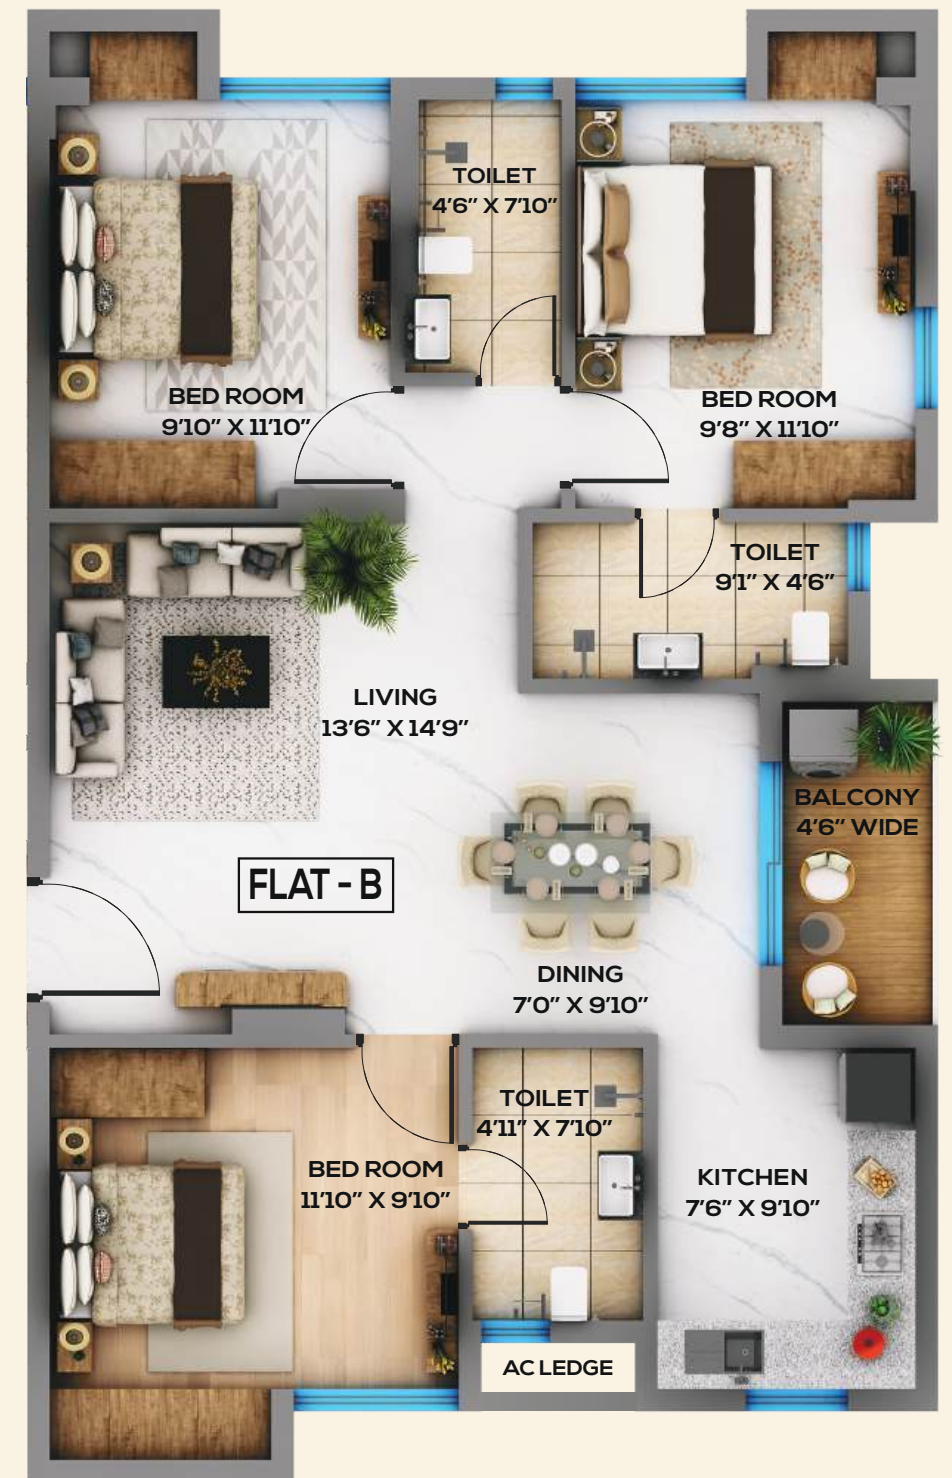 TOILET
4'6" X 7'10"
BED ROOM
9'10" X 11'10"
BED ROOM
9'8" X 11'10"
TOILET
9'1" X 4'6"
LIVING
13'6" X 14'9"
BALCONY
4'6" WIDE
FLAT - B
DINING
7'0" X 9'10"
TOILET
4'11" X 7'10"
BED ROOM
11'10" X 9'10"
KITCHEN
7'6" X 9'10"
AC LEDGE